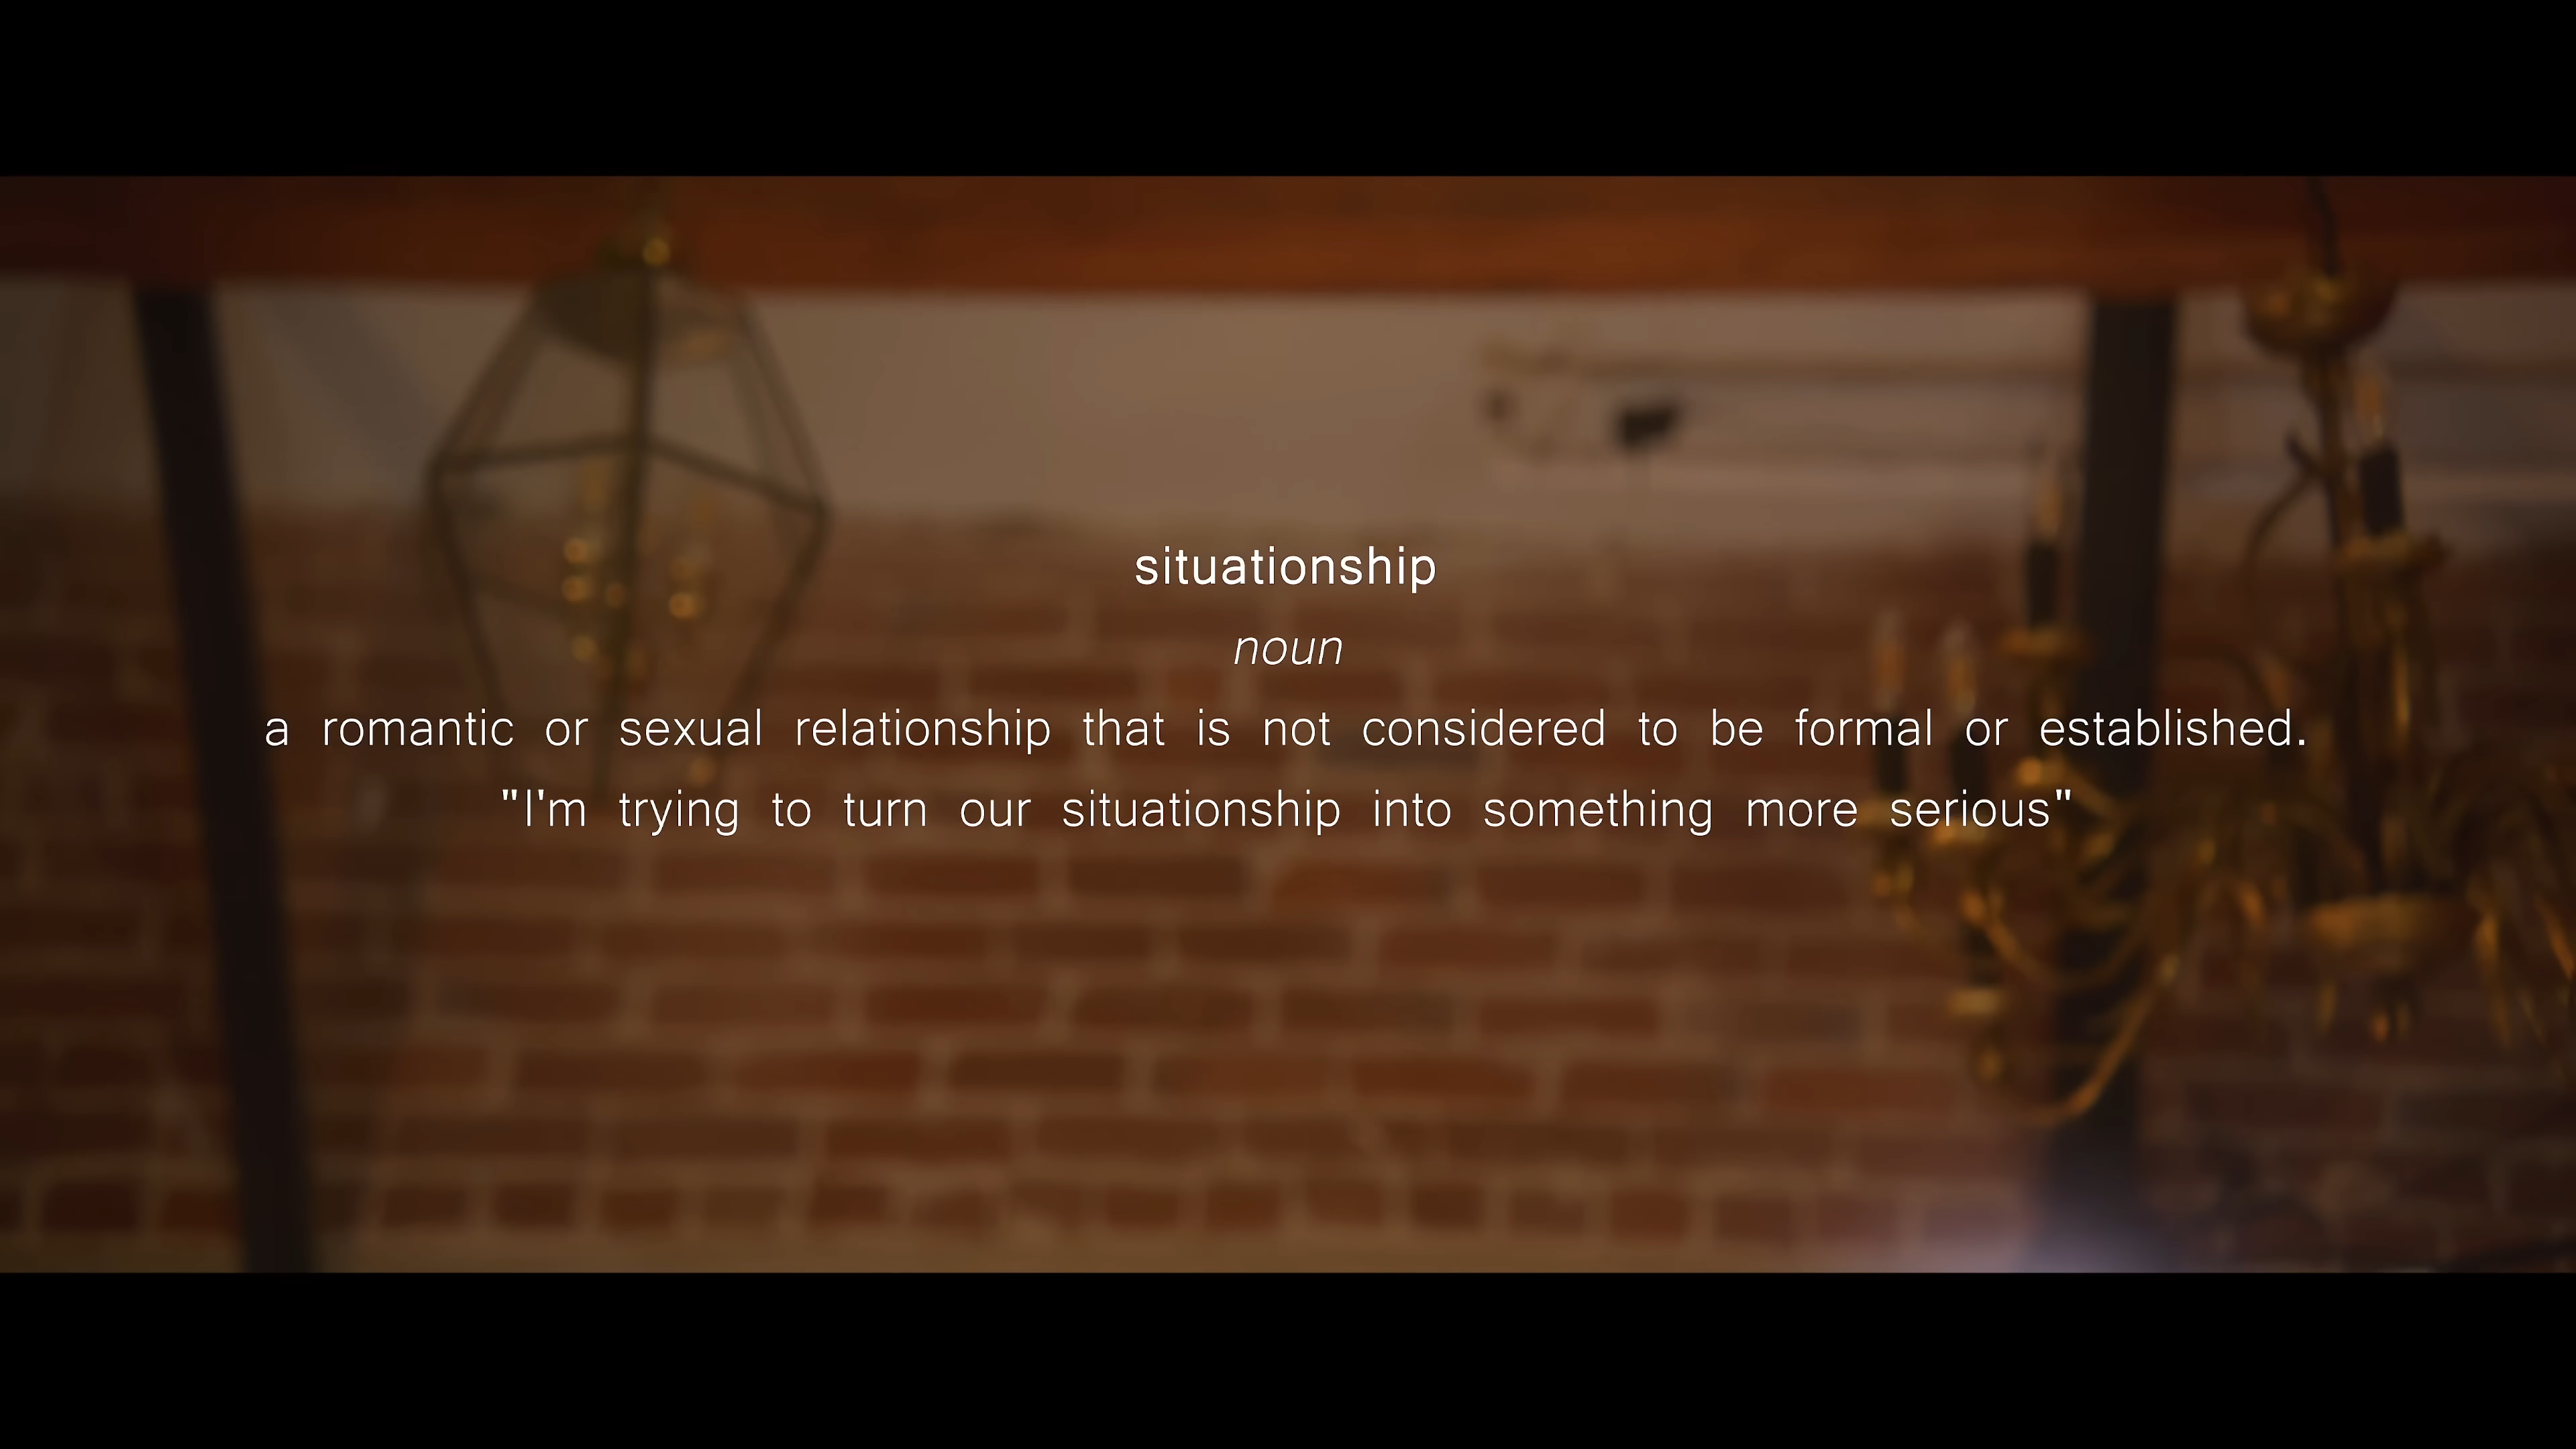 situationship
noun
a romantic or sexual relationship that is not considered to be formal or established.
"I'm trying to turn our situationship into something more serious"